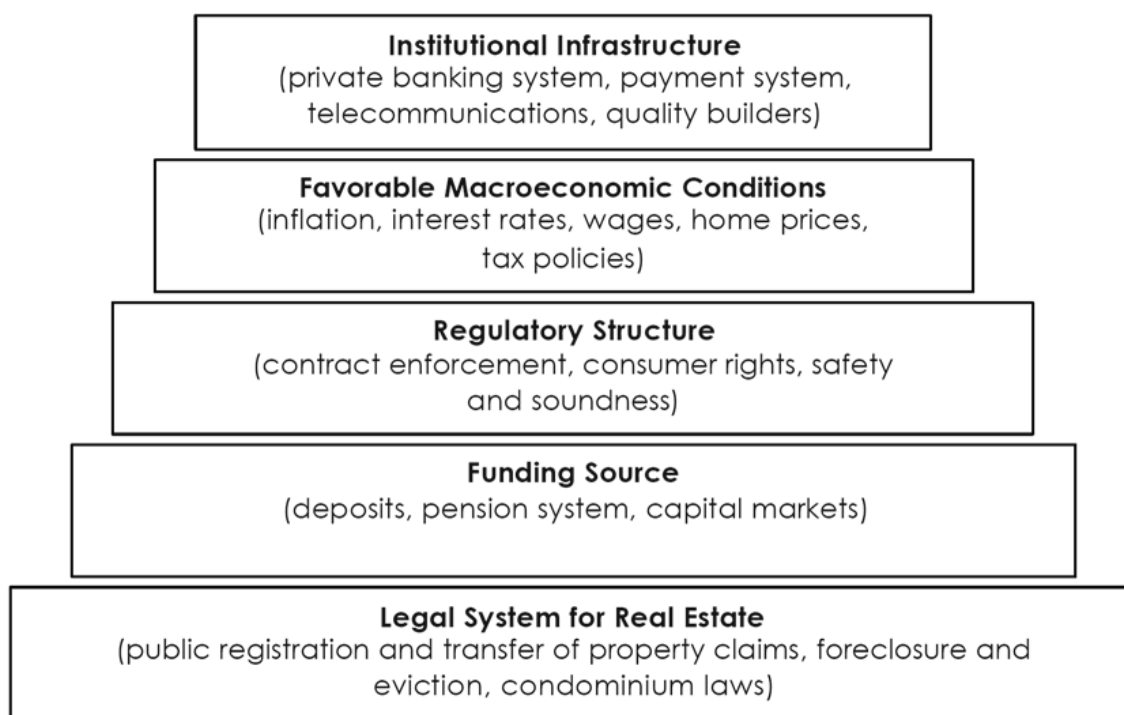 Institutional Infrastructure
(private banking system, payment system,
telecommunications, quality builders)
Favorable Macroeconomic Conditions
(inflation, interest rates, wages, home prices,
tax policies)
Regulatory Structure
(contract enforcement, consumer rights, safety
and soundness)
Funding Source
(deposits, pension system, capital markets)
Legal System for Real Estate
(public registration and transfer of property claims, foreclosure and
eviction, condominium laws)